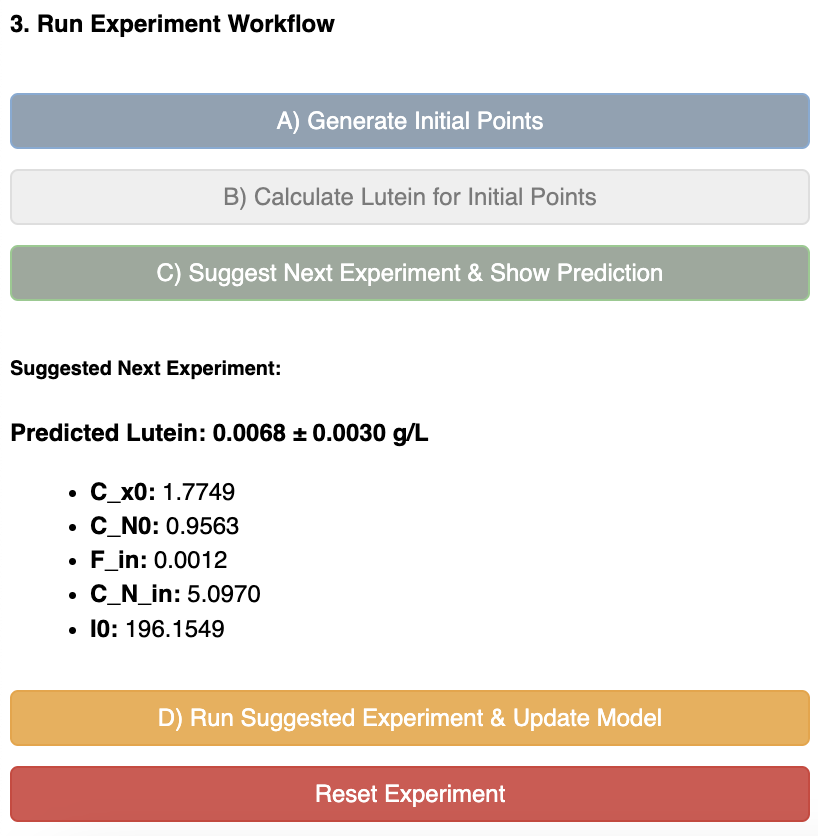 3. Run Experiment Workflow
A) Generate Initial Points
B) Calculate Lutein for Initial Points
C) Suggest Next Experiment & Show Prediction
Suggested Next Experiment:
Predicted Lutein: 0.0068 ± 0.0030 g/L
• C_x0: 1.7749
• C_N0: 0.9563
• F_in: 0.0012
• C_N_in: 5.0970
• I0: 196.1549
D) Run Suggested Experiment & Update Model
Reset Experiment